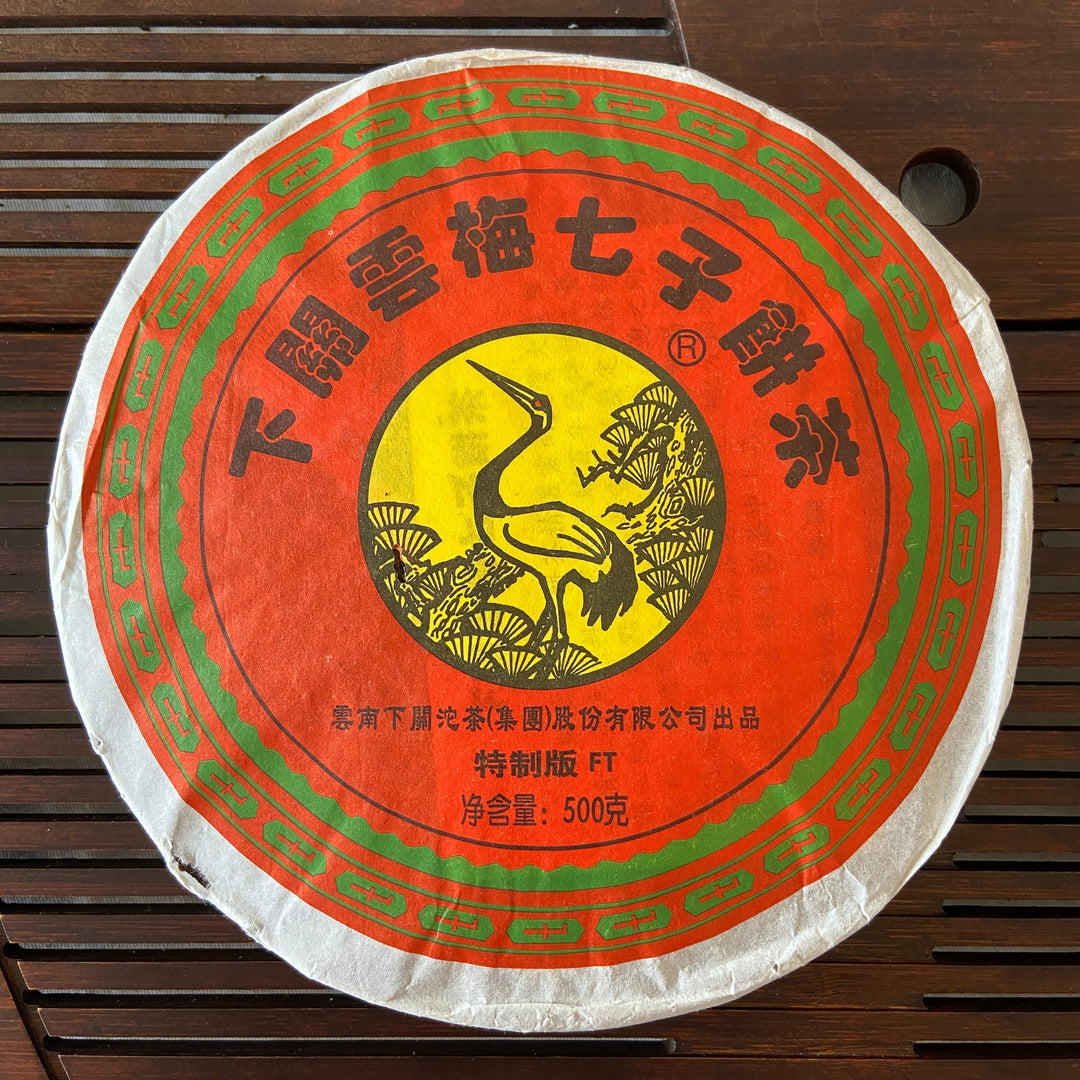 下關雲梅七子餅茶
®
雲南下關沱茶(集團)股份有限公司出品
特制版 FT
净含量：500克